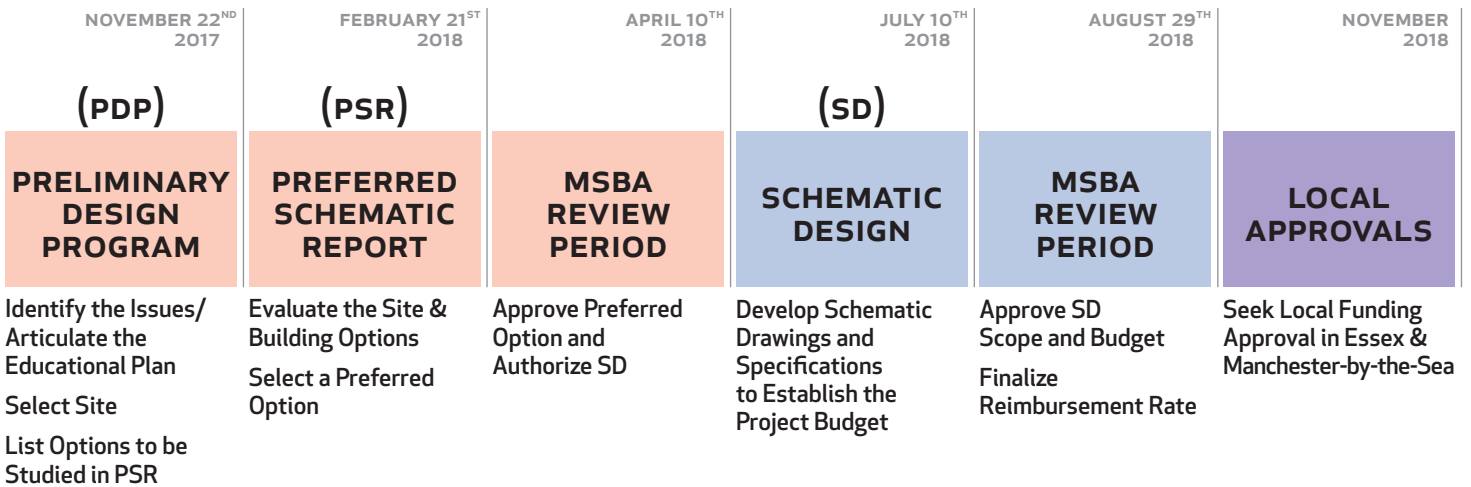 NOVEMBER 22ND
2017
FEBRUARY 21ST
2018
APRIL 10TH
2018
JULY 10TH
2018
AUGUST 29TH
2018
NOVEMBER
2018
(PDP)
(PSR)
(SD)
PRELIMINARY
DESIGN
PROGRAM
PREFERRED
SCHEMATIC
REPORT
MSBA
REVIEW
PERIOD
SCHEMATIC
DESIGN
MSBA
REVIEW
PERIOD
LOCAL
APPROVALS
Identify the Issues/
Articulate the
Educational Plan
Select Site
List Options to be
Studied in PSR
Evaluate the Site &
Building Options
Select a Preferred
Option
Approve Preferred
Option and
Authorize SD
Develop Schematic
Drawings and
Specifications
to Establish the
Project Budget
Approve SD
Scope and Budget
Finalize
Reimbursement Rate
Seek Local Funding
Approval in Essex &
Manchester-by-the-Sea